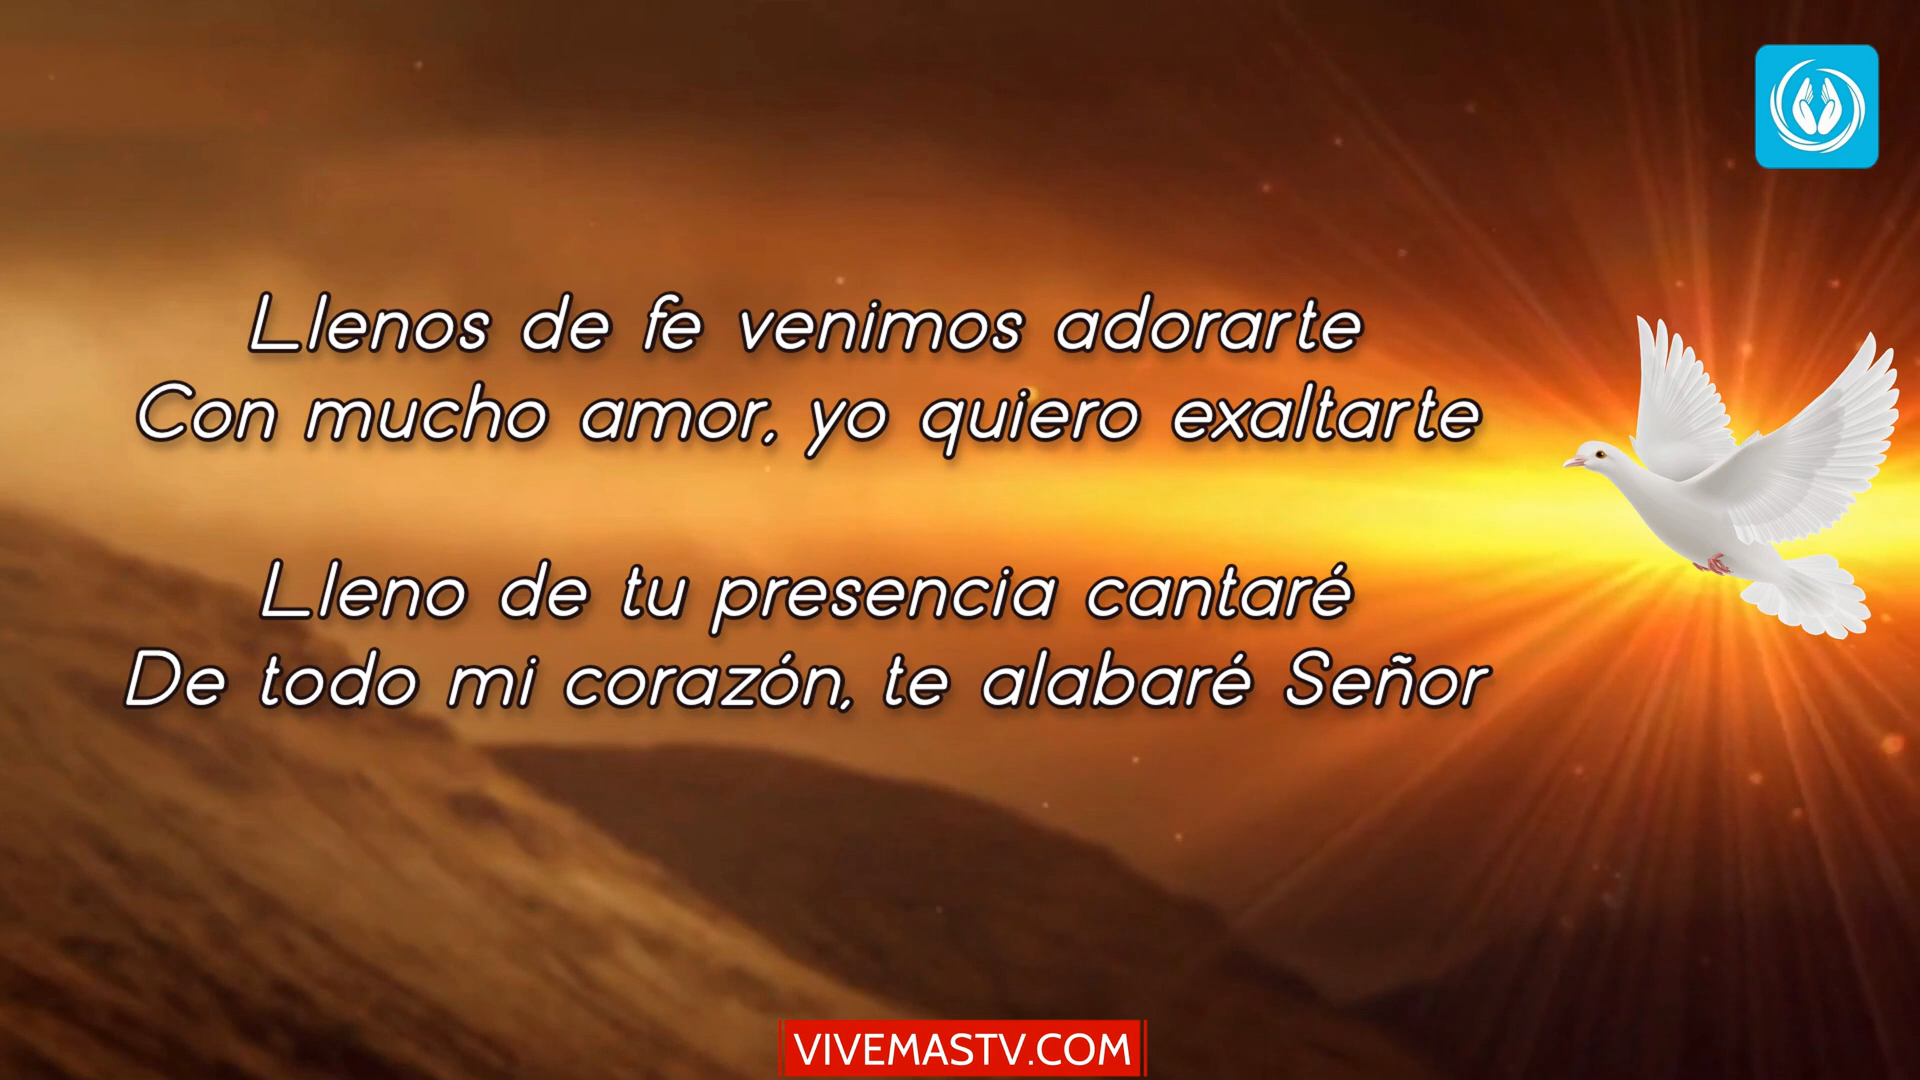 Llenos de fe venimos adorarte
Con mucho amor, yo quiero exaltarte
Lleno de tu presencia cantaré
De todo mi corazón, te alabaré Señor
VIVEMASTV.COM